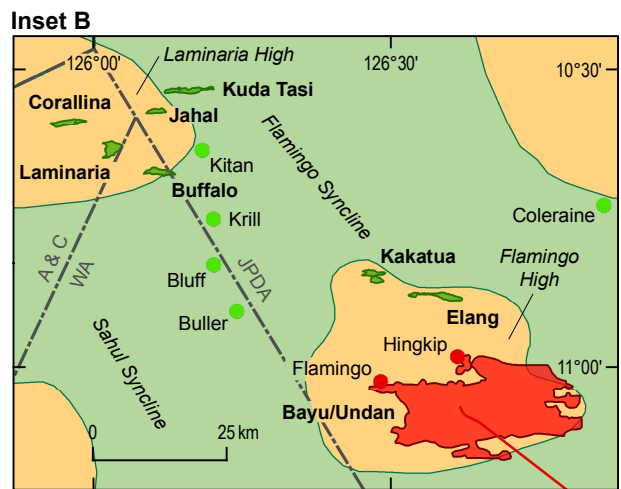 Inset B
126°00'
Laminaria High
126°30'
10°30'
Corallina
Kuda Tasi
Jahal
Flamingo Syncline
Laminaria
Kitan
Buffalo
Krill
Coleraine
A & C
WA
JPDA
Bluff
Kakatua
Flamingo
High
Buller
Elang
Sahul Syncline
Hingkip
Flamingo
11°00'
Bayu/Undan
0
25 km